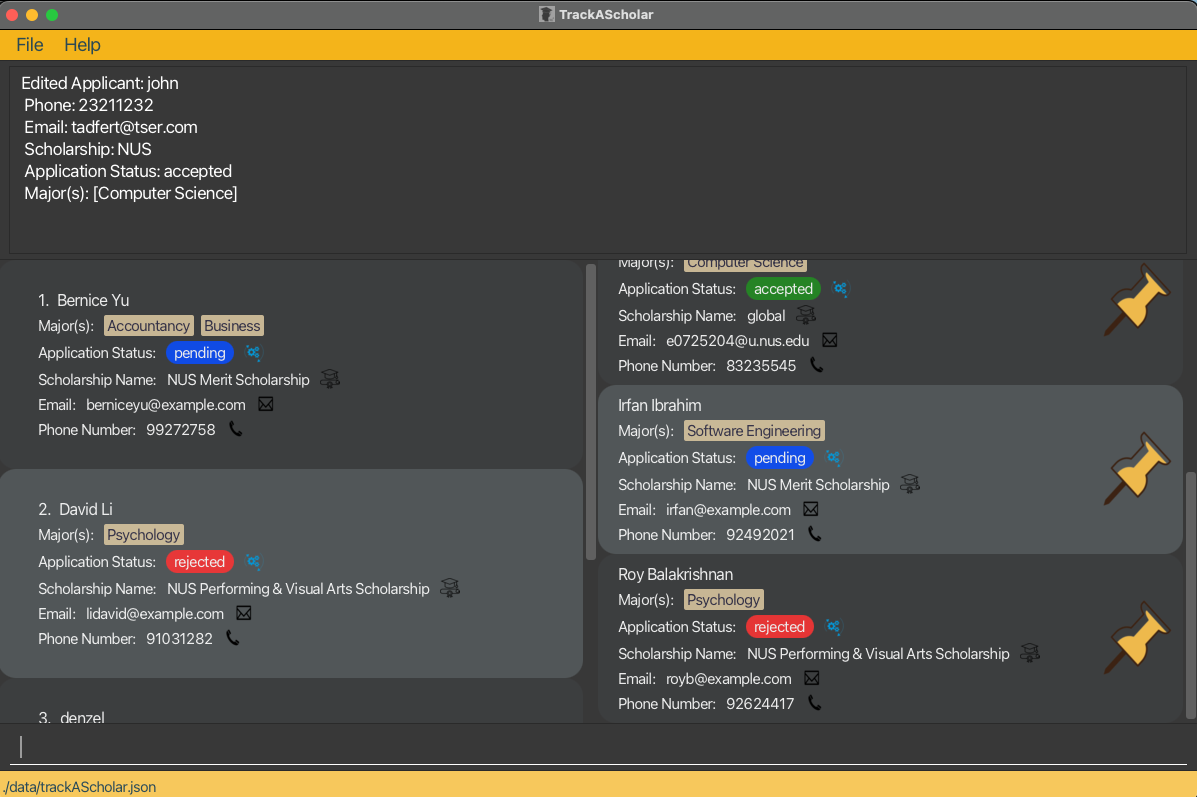 TrackAScholar
File Help
Edited Applicant: john
Phone: 23211232
Email: tadfert@tser.com
Scholarship: NUS
Application Status: accepted
Major(s): [Computer Science]
1. Bernice Yu
Major(s): Accountancy Business
Application Status: pending
Scholarship Name: NUS Merit Scholarship
Email: berniceyu@example.com
Phone Number: 99272758
2. David Li
Major(s): Psychology
Application Status: rejected
Scholarship Name: NUS Performing & Visual Arts Scholarship
Email: lidavid@example.com
Phone Number: 91031282
3. denzel
Major(s): Computer Science
Application Status: accepted
Scholarship Name: global
Email: e0725204@u.nus.edu
Phone Number: 83235545
Irfan Ibrahim
Major(s): Software Engineering
Application Status: pending
Scholarship Name: NUS Merit Scholarship
Email: irfan@example.com
Phone Number: 92492021
Roy Balakrishnan
Major(s): Psychology
Application Status: rejected
Scholarship Name: NUS Performing & Visual Arts Scholarship
Email: royb@example.com
Phone Number: 92624417
./data/trackAScholar.json